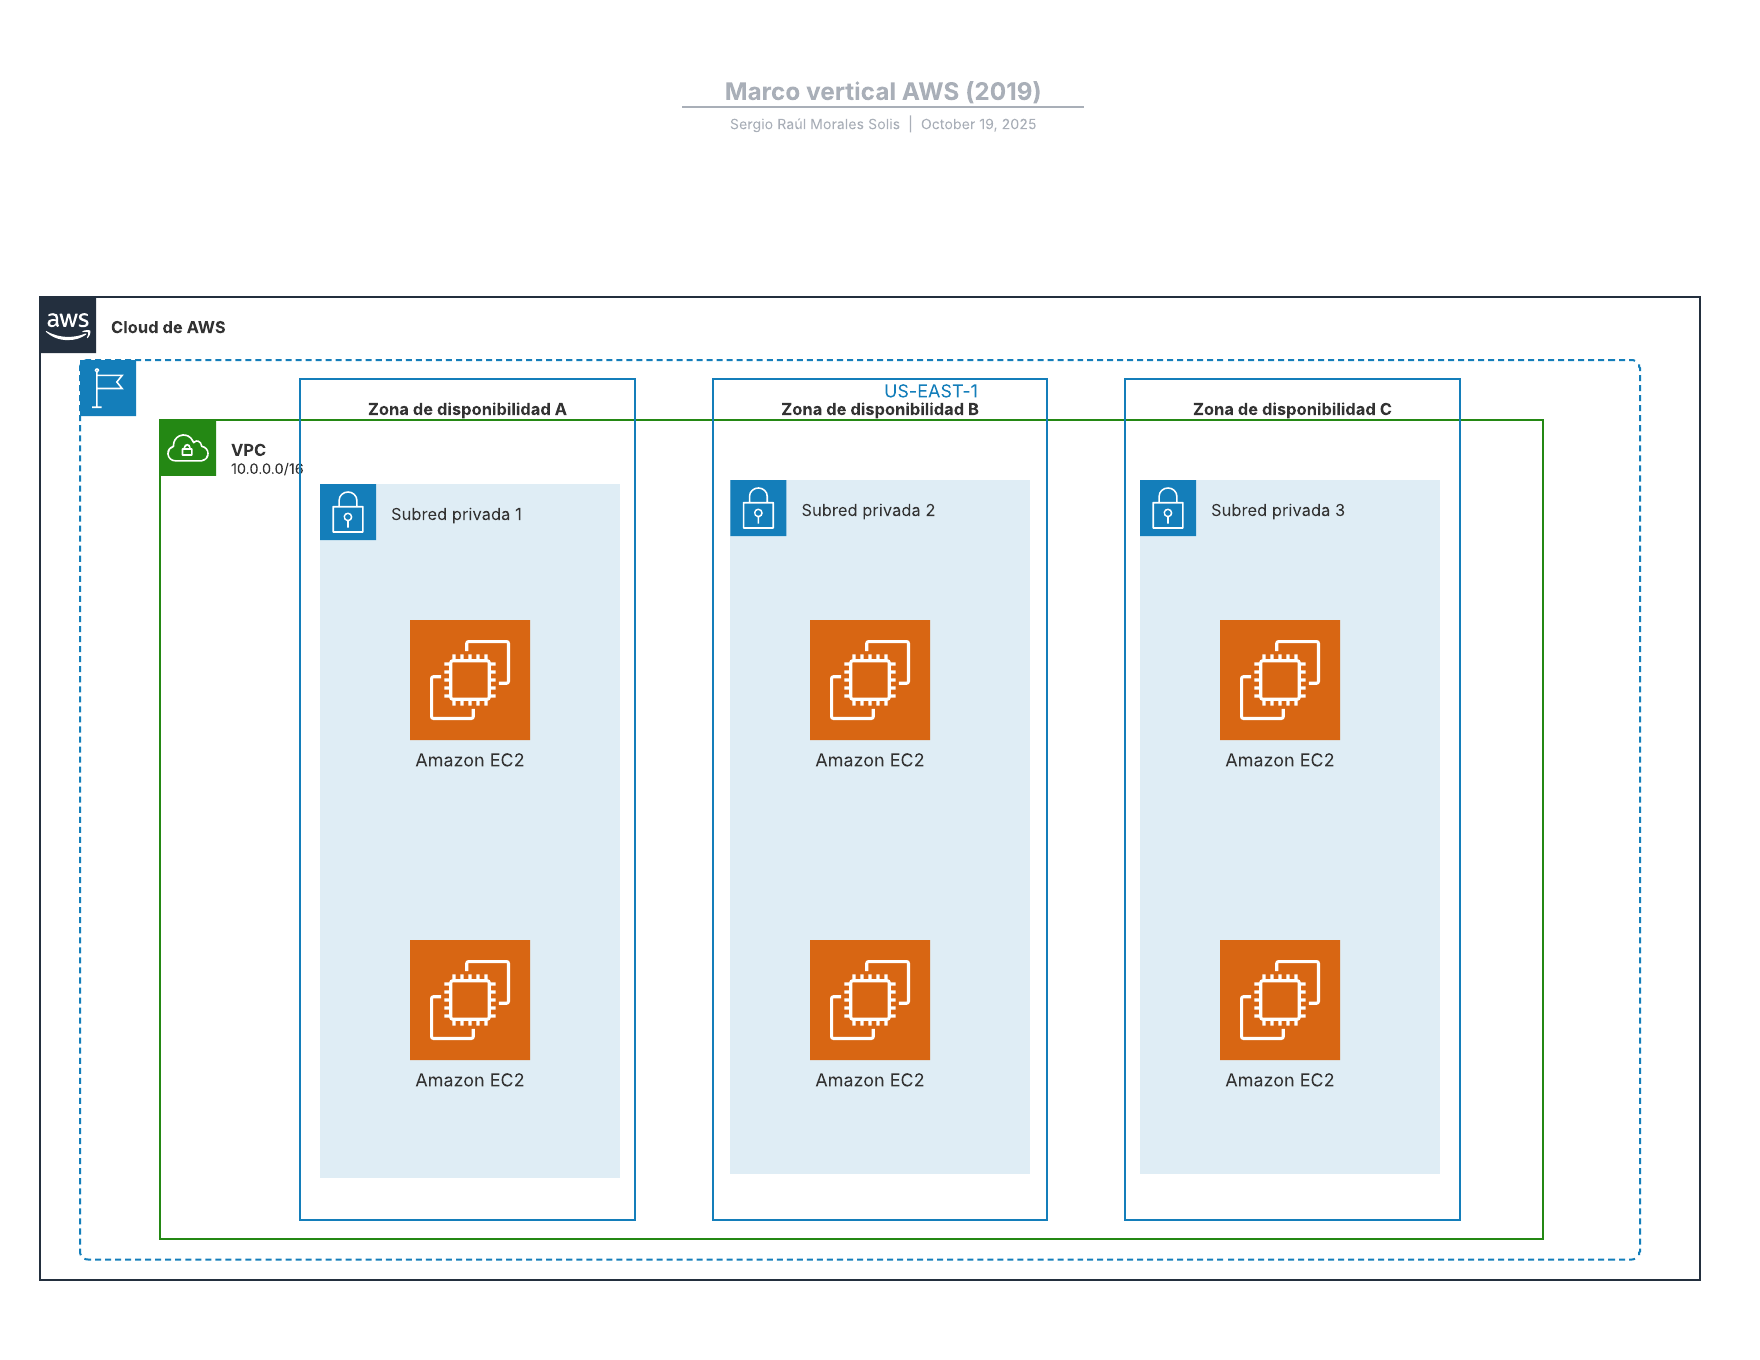 Marco vertical AWS (2019)
Sergio Raúl Morales Solis | October 19, 2025
aws
Cloud de AWS
US-EAST-1
Zona de disponibilidad A
Zona de disponibilidad B
Zona de disponibilidad C
VPC
10.0.0.0/16
Subred privada 1
Subred privada 2
Subred privada 3
Amazon EC2
Amazon EC2
Amazon EC2
Amazon EC2
Amazon EC2
Amazon EC2